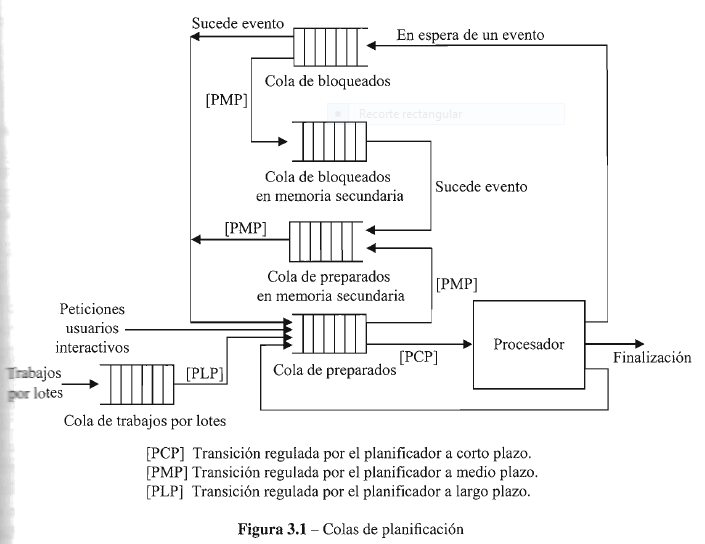 Sucede evento
En espera de un evento
Cola de bloqueados
[PMP]
Recorte rectangular
Cola de bloqueados
en memoria secundaria
Sucede evento
[PMP]
Cola de preparados
en memoria secundaria
[PMP]
Peticiones
usuarios
interactivos
Procesador
[PCP]
Finalización
Trabajos
por lotes
[PLP]
Cola de preparados
Cola de trabajos por lotes
[PCP] Transición regulada por el planificador a corto plazo.
[PMP] Transición regulada por el planificador a medio plazo.
[PLP] Transición regulada por el planificador a largo plazo.
Figura 3.1 – Colas de planificación